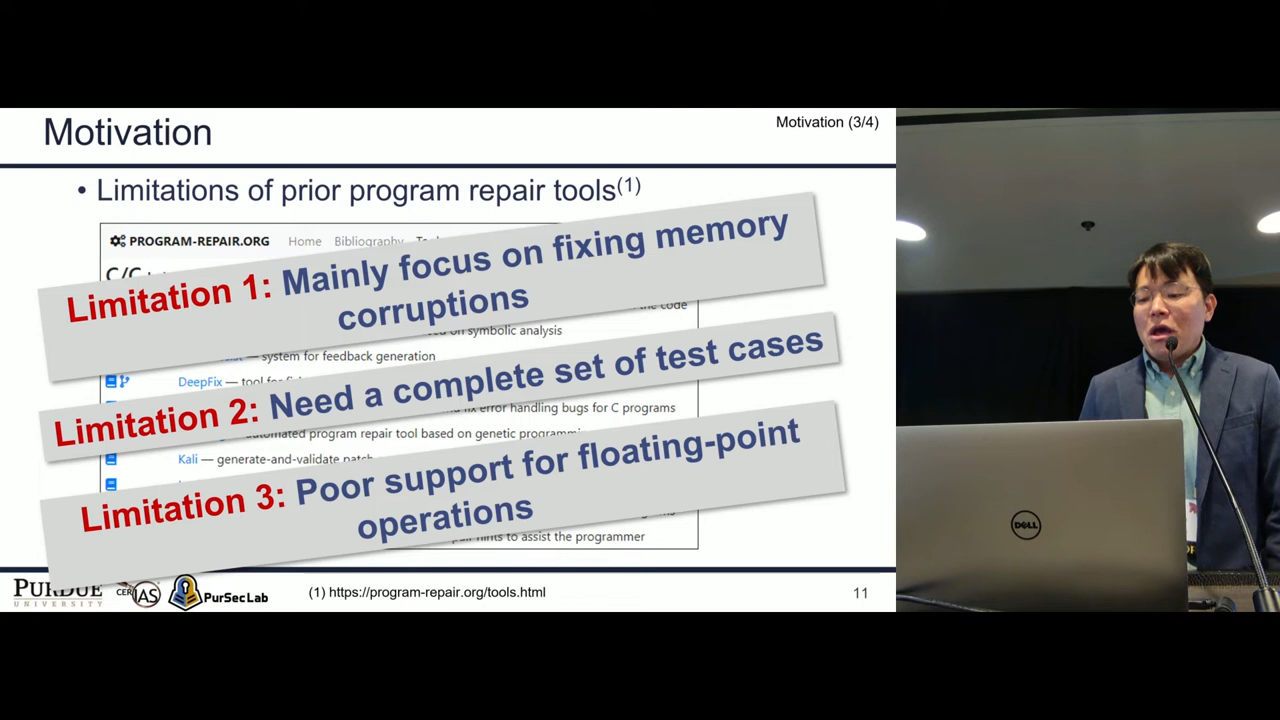 Motivation
Motivation (3/4)
• Limitations of prior program repair tools(1)
PROGRAM-REPAIR.ORG Home Bibliography
C/C
Limitation 1: Mainly focus on fixing memory
corruptions
the code
on symbolic analysis
— system for feedback generation
DeepFix — tool for
Limitation 2: Need a complete set of test cases
fix error handling bugs for C programs
automated program repair tool based on genetic
Kali — generate-and-validate patch
Limitation 3: Poor support for floating-point
operations
hints to assist the programmer
PURDUE
UNIVERSITY
CERIAS
PurSecLab
(1) https://program-repair.org/tools.html
11
DELL